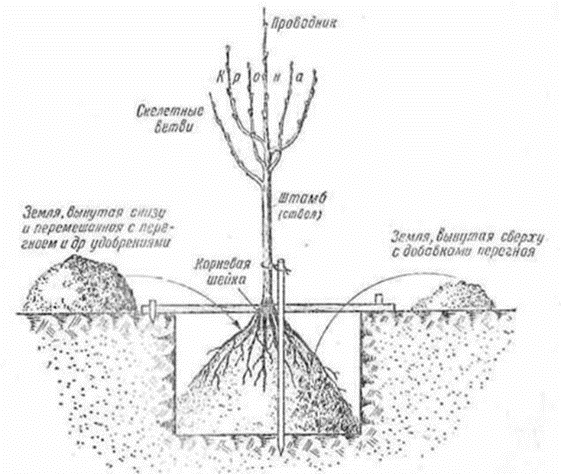 Проводник
Крона
Скелетные
ветви
Штамб
(ствол)
Земля, вынутая снизу
и перемешанная с пере-
гноем и др удобрениями
Земля, вынутая сверху
с добавками перегноя
Корневая
шейка